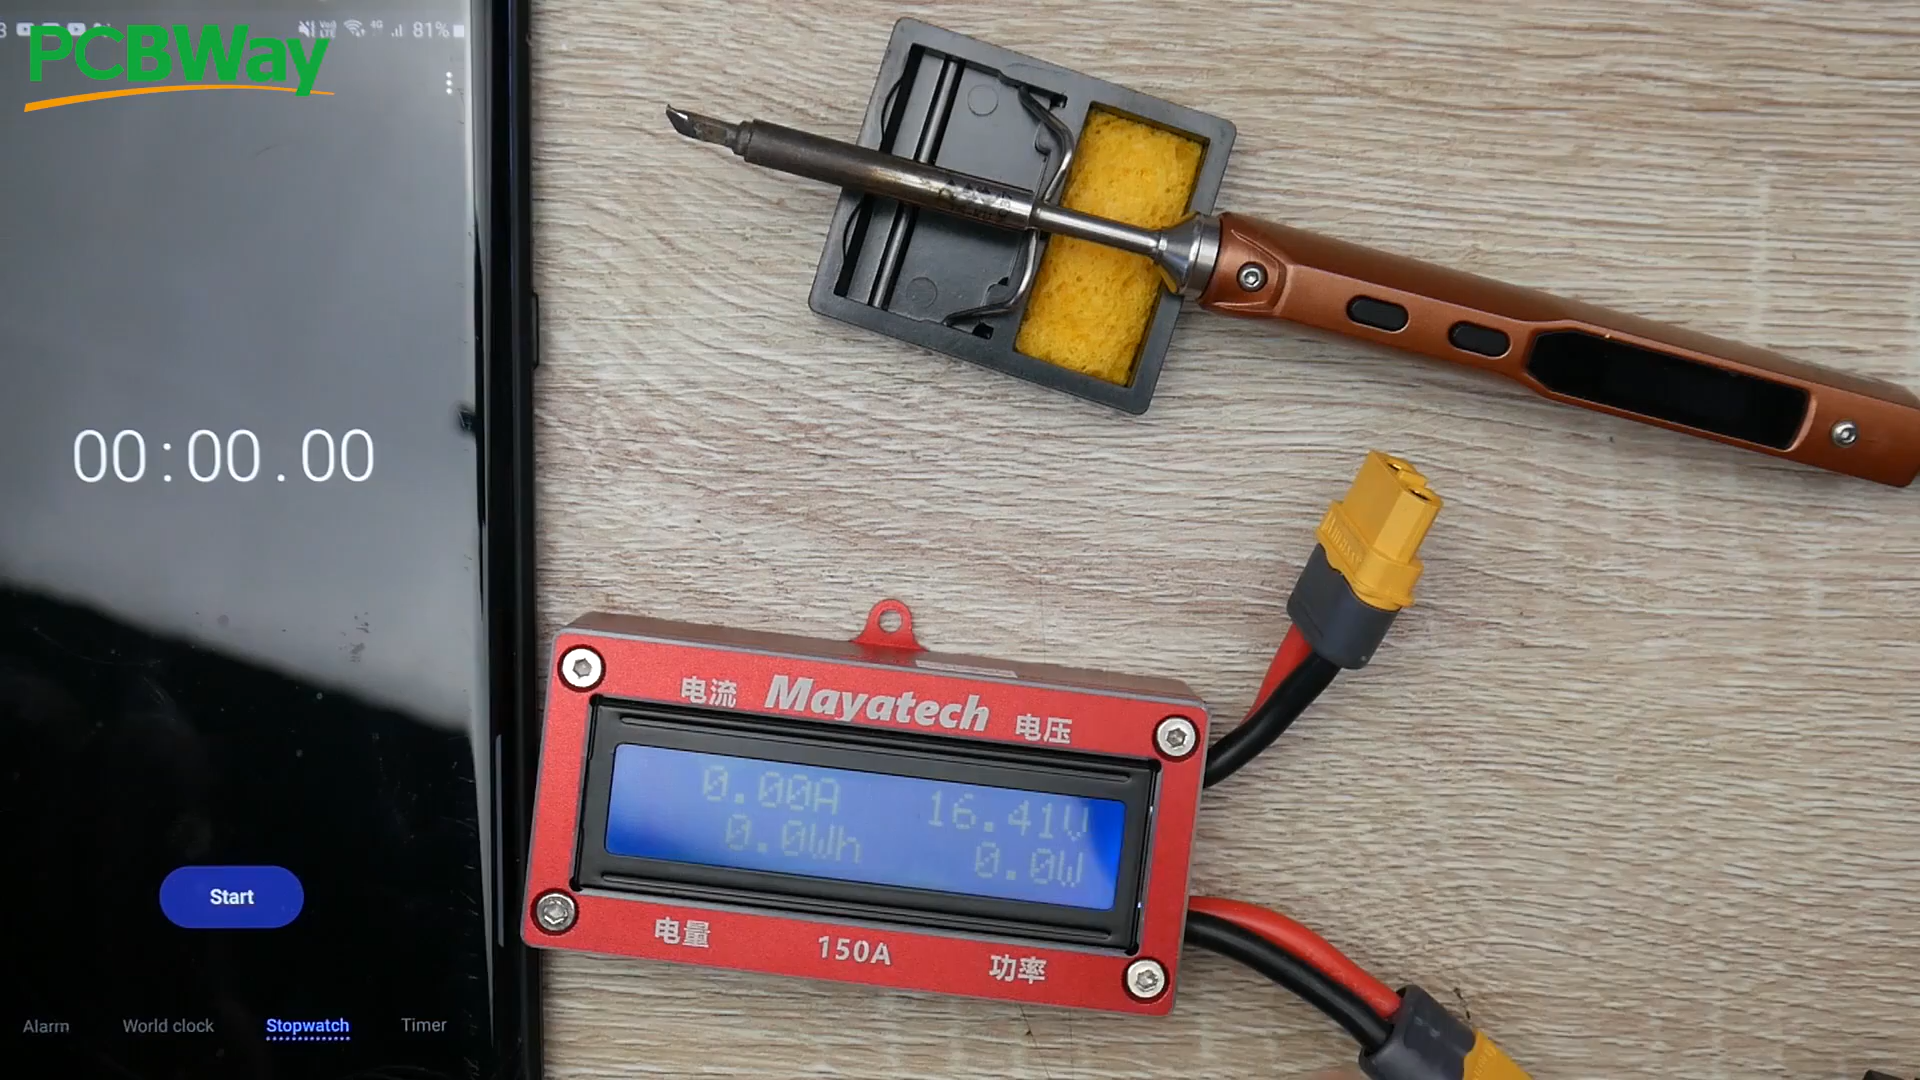 PCBWay
81%
00:00.00
Start
Alarm
World clock
Stopwatch
Timer
电流 Mayatech 电压
0.00A 16.41V
0.0Wh 0.0W
电量 150A 功率